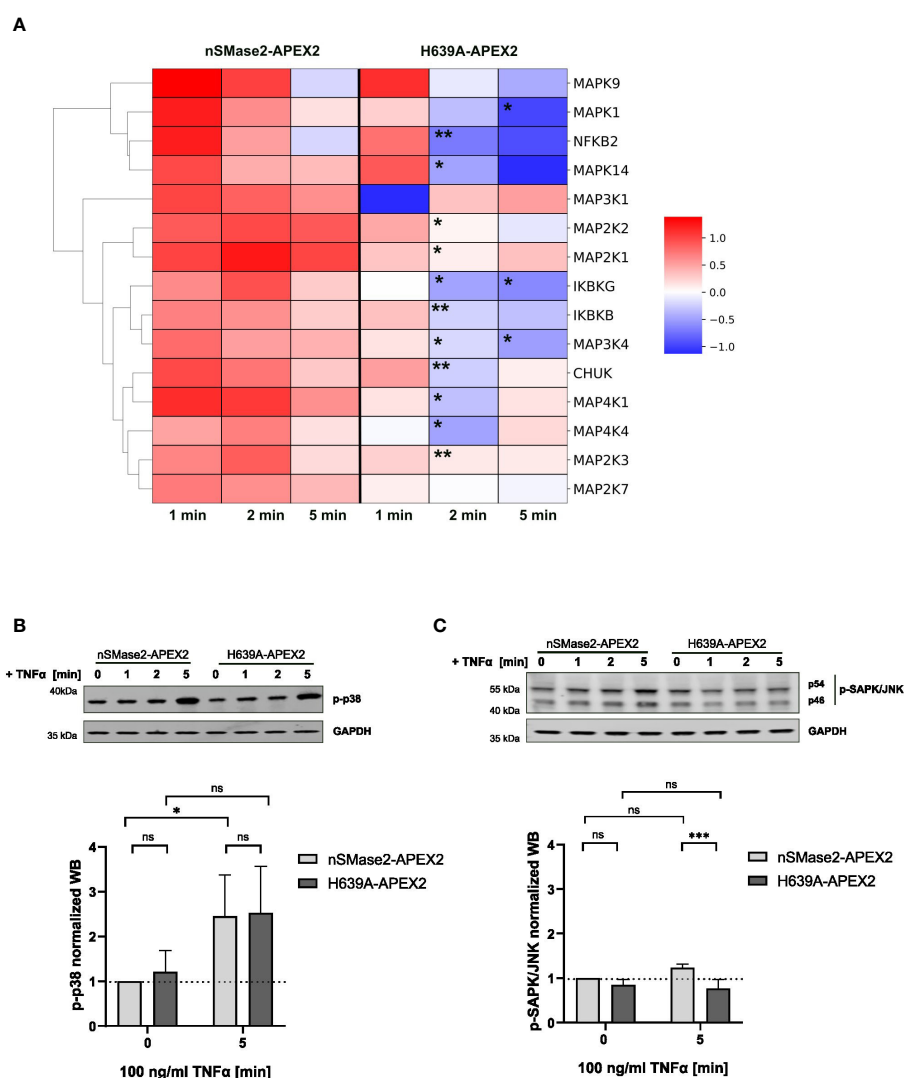 A
nSmase2-APEX2 H639A-APEX2
MAPK9
MAPK1
*
NFKB2
**
MAPK14
*
MAP3K1
MAP2K2
*
MAP2K1
*
IKBKG
* *
IKBKB
**
MAP3K4
* *
CHUK
**
MAP4K1
*
MAP4K4
*
MAP2K3
**
MAP2K7
1.0
0.5
0.0
−0.5
−1.0
1 min 2 min 5 min 1 min 2 min 5 min
B
nSMase2-APEX2 H639A-APEX2
+ TNFα [min] 0 1 2 5 0 1 2 5
40kDa
p-p38
35 kDa
GAPDH
ns
*
ns ns
nSMase2-APEX2
H639A-APEX2
p-p38 normalized WB
4
3
2
1
0
0 5
100 ng/ml TNFα [min]
C
nSMase2-APEX2 H639A-APEX2
+ TNFα [min] 0 1 2 5 0 1 2 5
55 kDa
40 kDa
p54
p46
p-SAPK/JNK
35 kDa
GAPDH
ns
ns
ns ***
nSMase2-APEX2
H639A-APEX2
p-SAPK/JNK normalized WB
4
3
2
1
0
0 5
100 ng/ml TNFα [min]